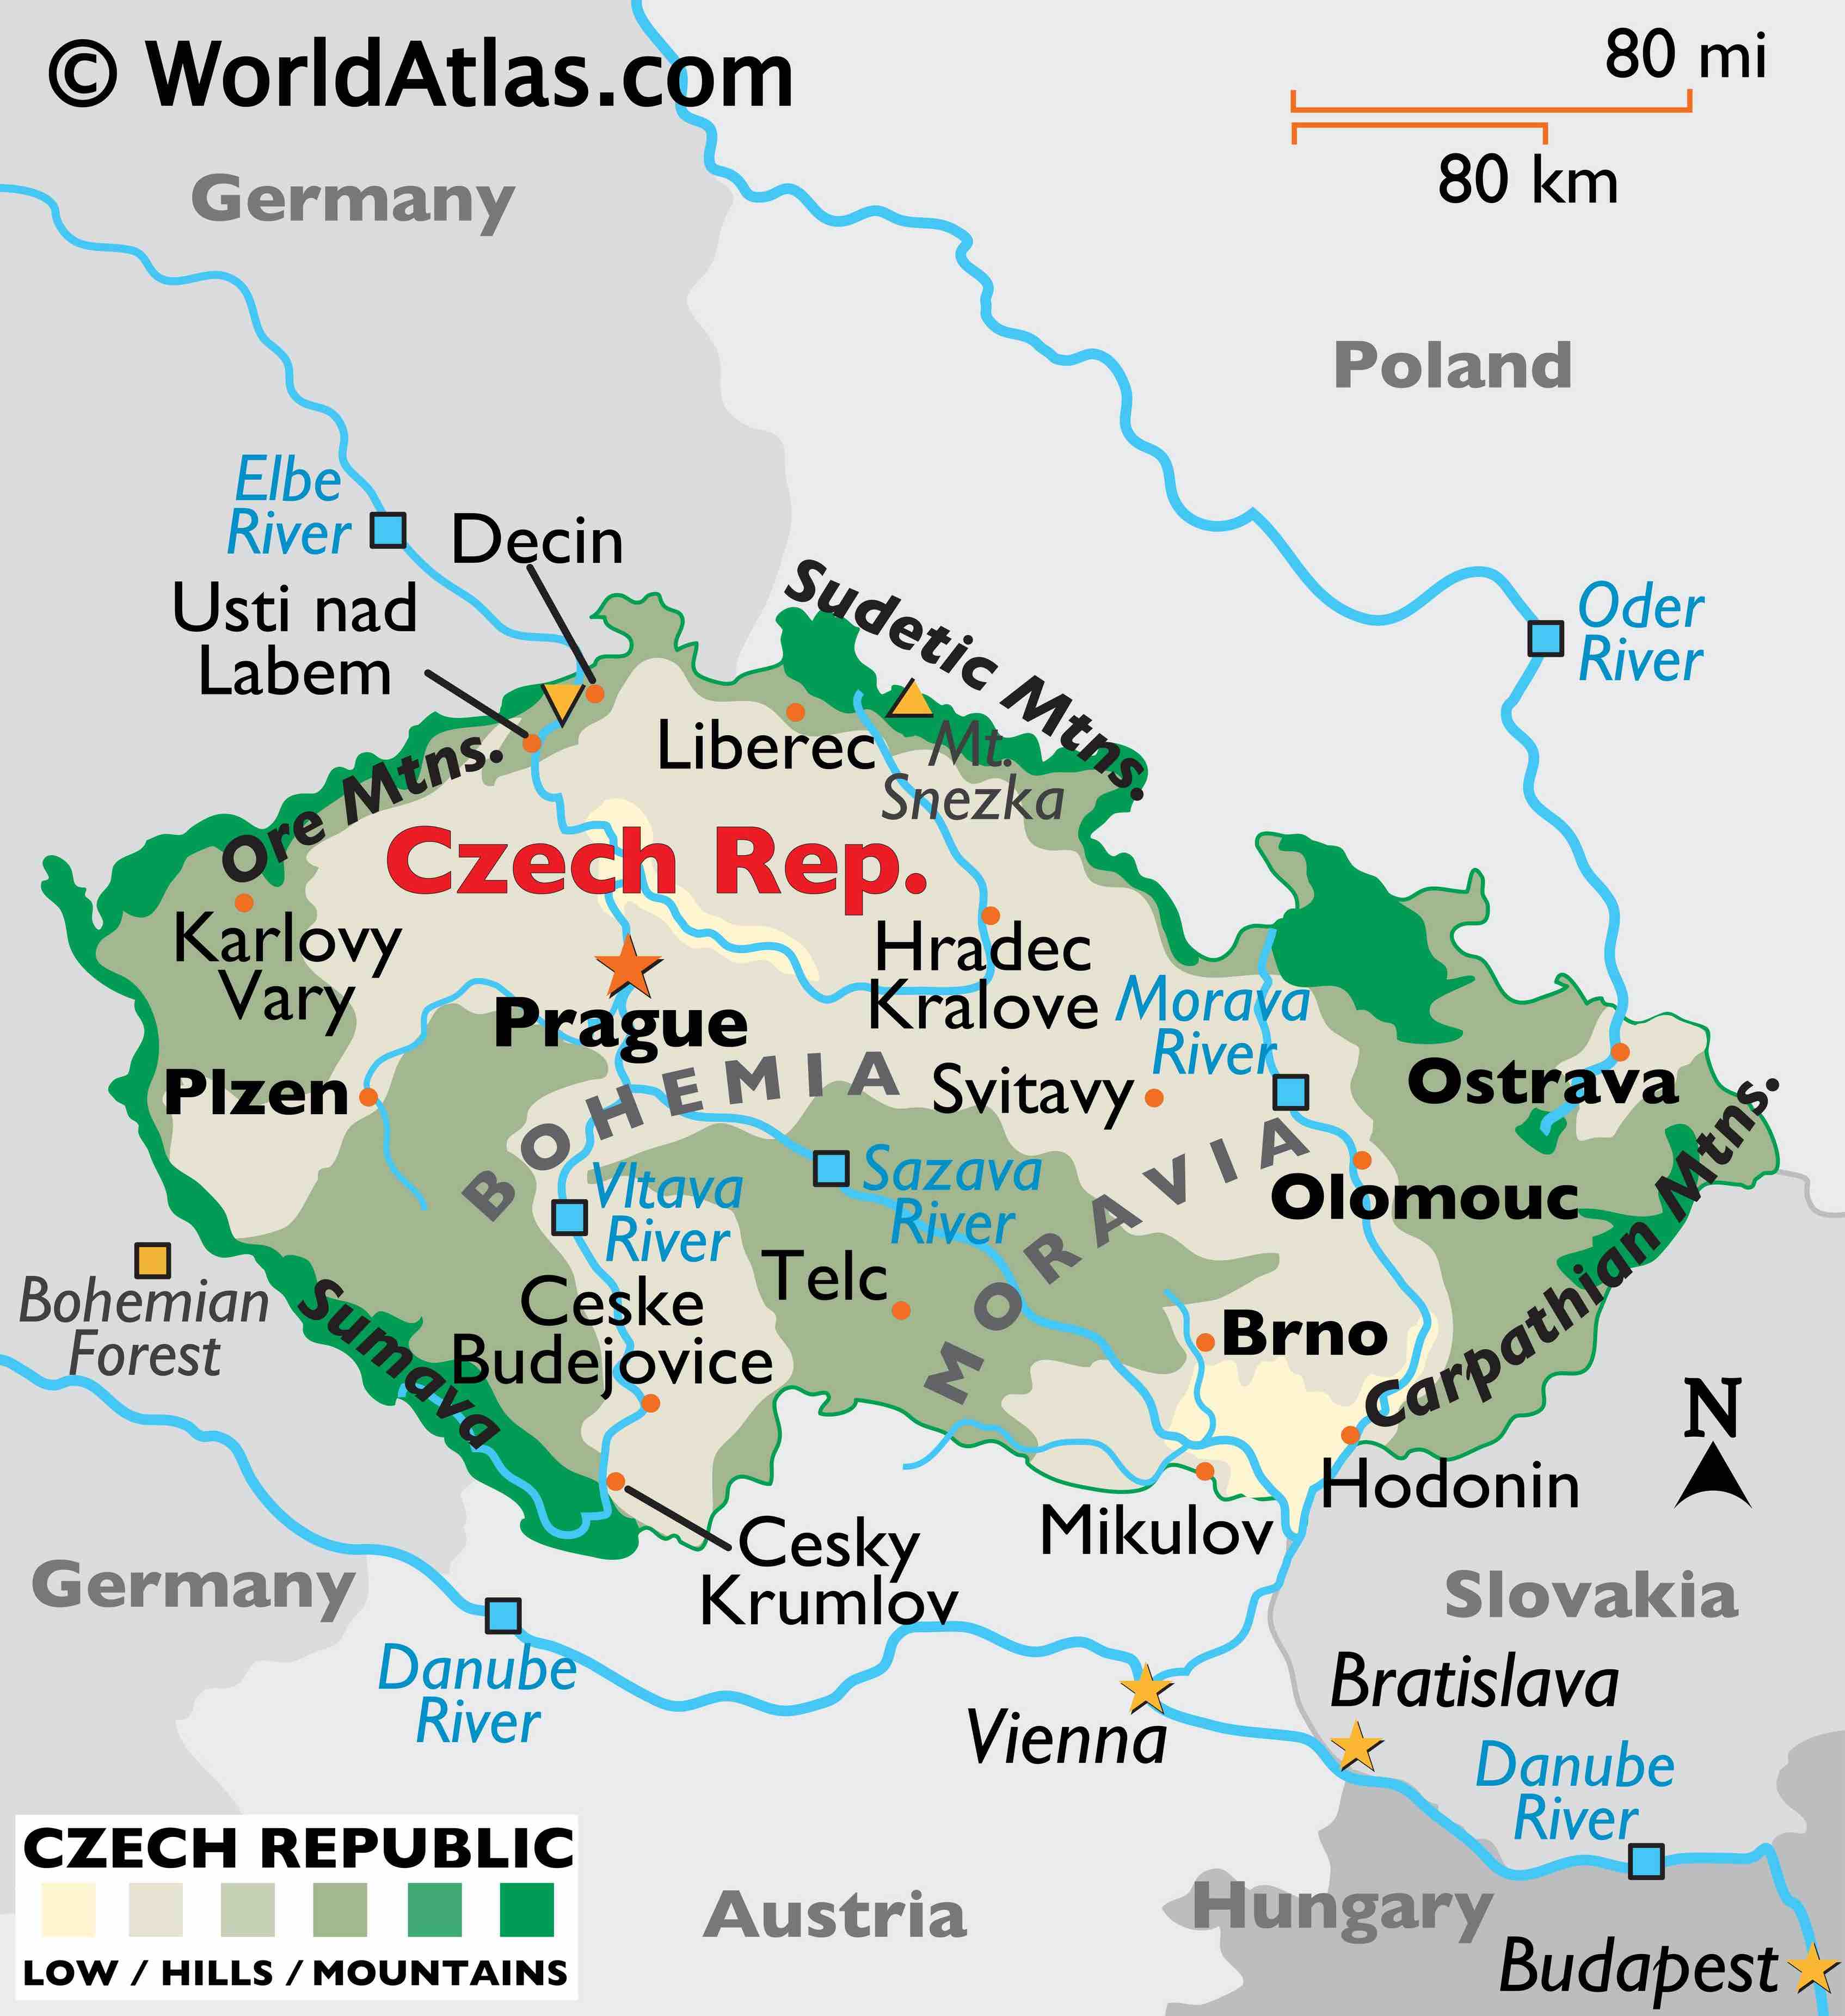 © WorldAtlas.com
80 mi
80 km
Germany
Poland
Elbe
River
Decin
Usti nad
Labem
Sudetic Mtns.
Oder
River
Ore Mtns.
Liberec
Mt.
Snezka
Czech Rep.
Karlovy
Vary
Hradec
Kralove
Morava
River
Prague
Plzen
BOHEMIA
Svitavy
Ostrava
Carpathian Mtns.
Vltava
River
Sazava
River
MORAVIA
Olomouc
Bohemian
Forest
Sumava
Ceske
Budejovice
Telc
Brno
N
Hodonin
Mikulov
Cesky
Krumlov
Germany
Slovakia
Danube
River
Vienna
Bratislava
Danube
River
CZECH REPUBLIC
LOW / HILLS / MOUNTAINS
Austria
Hungary
Budapest